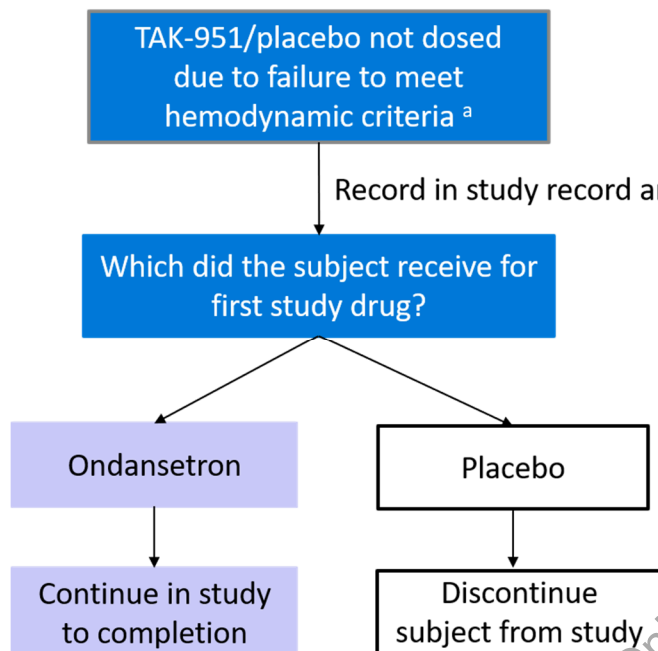 TAK-951/placebo not dosed
due to failure to meet
hemodynamic criteria ᵃ
Record in study record
Which did the subject receive for
first study drug?
Ondansetron
Placebo
Continue in study
to completion
Discontinue
subject from study